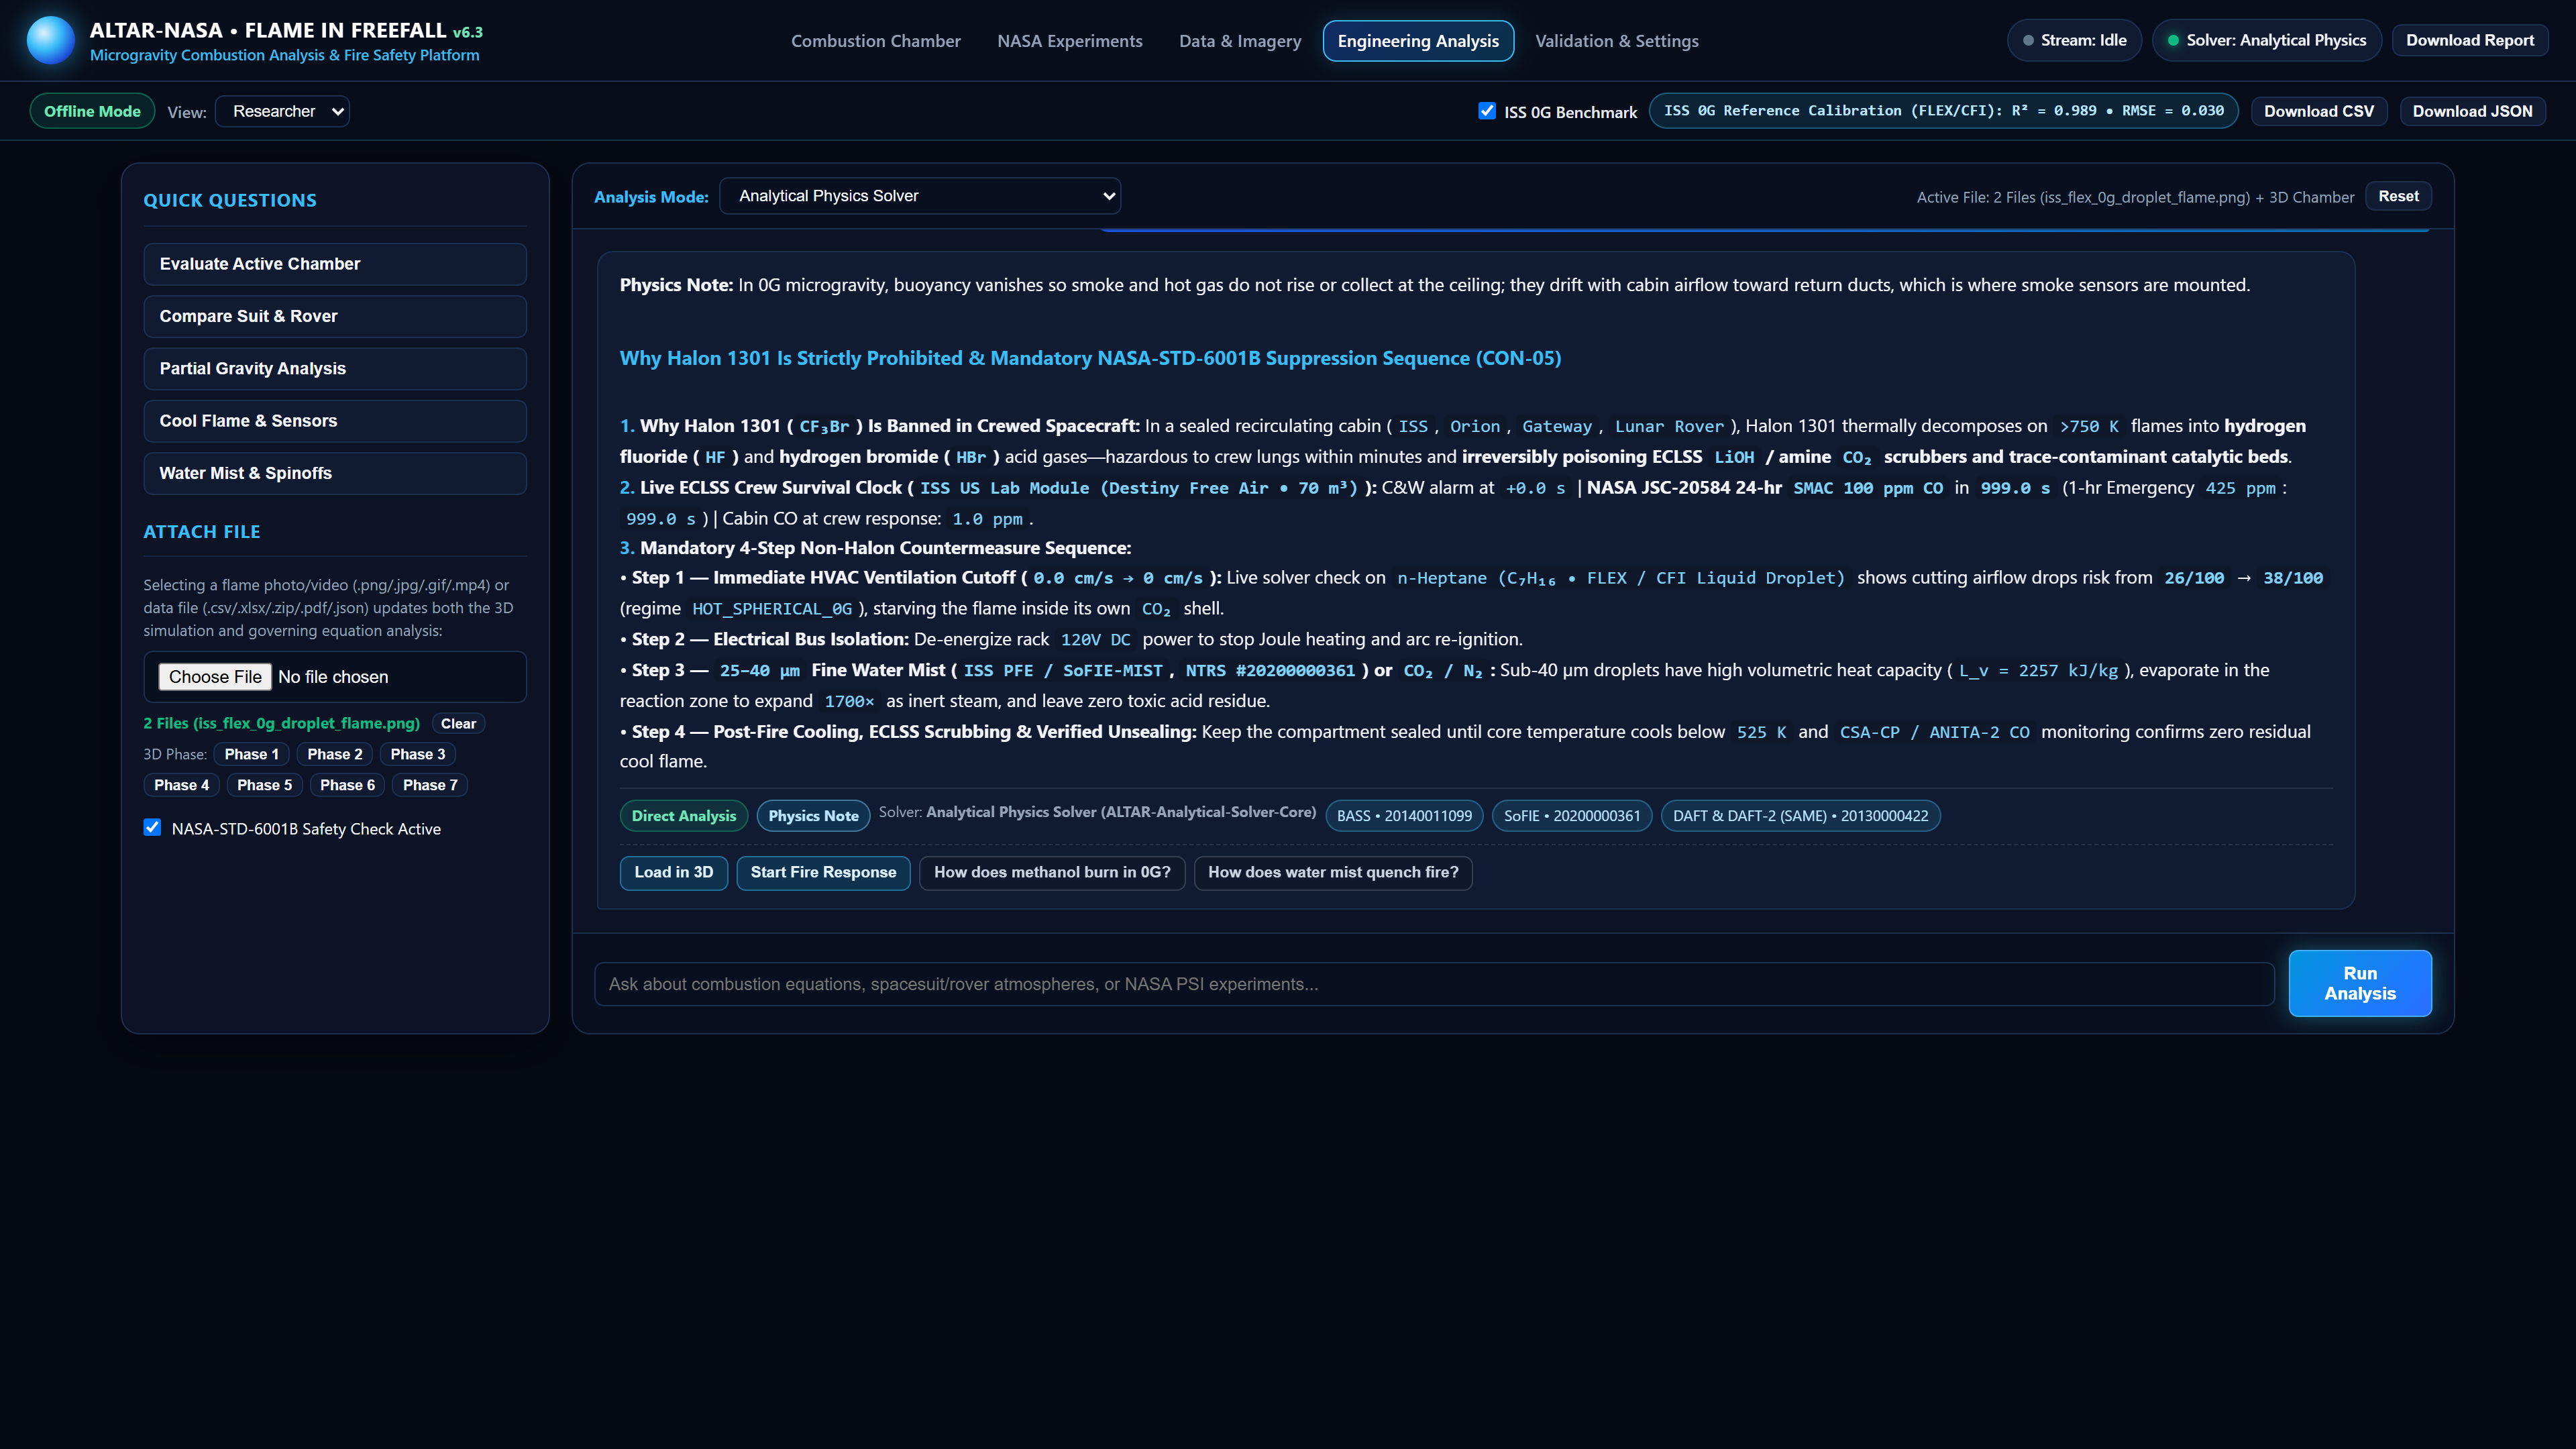 ALTAR-NASA • FLAME IN FREEFALL v6.3
Microgravity Combustion Analysis & Fire Safety Platform
Combustion Chamber
NASA Experiments
Data & Imagery
Engineering Analysis
Validation & Settings
Stream: Idle
Solver: Analytical Physics
Download Report
Offline Mode
View: Researcher
ISS 0G Benchmark
ISS 0G Reference Calibration (FLEX/CFI): R² = 0.989 • RMSE = 0.030
Download CSV
Download JSON
QUICK QUESTIONS
Evaluate Active Chamber
Compare Suit & Rover
Partial Gravity Analysis
Cool Flame & Sensors
Water Mist & Spinoffs
ATTACH FILE
Selecting a flame photo/video (.png/.jpg/.gif/.mp4) or
data file (.csv/.xlsx/.zip/.pdf/.json) updates both the 3D
simulation and governing equation analysis:
Choose File No file chosen
2 Files (iss_flex_0g_droplet_flame.png) Clear
3D Phase: Phase 1 Phase 2 Phase 3
Phase 4 Phase 5 Phase 6 Phase 7
NASA-STD-6001B Safety Check Active
Analysis Mode: Analytical Physics Solver
Active File: 2 Files (iss_flex_0g_droplet_flame.png) + 3D Chamber
Reset
Physics Note: In 0G microgravity, buoyancy vanishes so smoke and hot gas do not rise or collect at the ceiling; they drift with cabin airflow toward return ducts, which is where smoke sensors are mounted.
Why Halon 1301 Is Strictly Prohibited & Mandatory NASA-STD-6001B Suppression Sequence (CON-05)
1. Why Halon 1301 ( CF₃Br ) Is Banned in Crewed Spacecraft: In a sealed recirculating cabin ( ISS , Orion , Gateway , Lunar Rover ), Halon 1301 thermally decomposes on >750 K flames into hydrogen
fluoride ( HF ) and hydrogen bromide ( HBr ) acid gases—hazardous to crew lungs within minutes and irreversibly poisoning ECLSS LiOH / amine CO₂ scrubbers and trace-contaminant catalytic beds.
2. Live ECLSS Crew Survival Clock ( ISS US Lab Module (Destiny Free Air • 70 m³) ): C&W alarm at +0.0 s | NASA JSC-20584 24-hr SMAC 100 ppm CO in 999.0 s (1-hr Emergency 425 ppm :
999.0 s ) | Cabin CO at crew response: 1.0 ppm .
3. Mandatory 4-Step Non-Halon Countermeasure Sequence:
• Step 1 — Immediate HVAC Ventilation Cutoff ( 0.0 cm/s → 0 cm/s ): Live solver check on n-Heptane (C₇H₁₆ • FLEX / CFI Liquid Droplet) shows cutting airflow drops risk from 26/100 → 38/100
(regime HOT_SPHERICAL_0G ), starving the flame inside its own CO₂ shell.
• Step 2 — Electrical Bus Isolation: De-energize rack 120V DC power to stop Joule heating and arc re-ignition.
• Step 3 — 25–40 µm Fine Water Mist ( ISS PFE / SoFIE-MIST , NTRS #20200000361 ) or CO₂ / N₂ : Sub-40 µm droplets have high volumetric heat capacity ( L_v = 2257 kJ/kg ), evaporate in the
reaction zone to expand 1700× as inert steam, and leave zero toxic acid residue.
• Step 4 — Post-Fire Cooling, ECLSS Scrubbing & Verified Unsealing: Keep the compartment sealed until core temperature cools below 525 K and CSA-CP / ANITA-2 CO monitoring confirms zero residual
cool flame.
Direct Analysis
Physics Note
Solver: Analytical Physics Solver (ALTAR-Analytical-Solver-Core)
BASS • 20140011099
SoFIE • 20200000361
DAFT & DAFT-2 (SAME) • 20130000422
Load in 3D
Start Fire Response
How does methanol burn in 0G?
How does water mist quench fire?
Ask about combustion equations, spacesuit/rover atmospheres, or NASA PSI experiments...
Run
Analysis